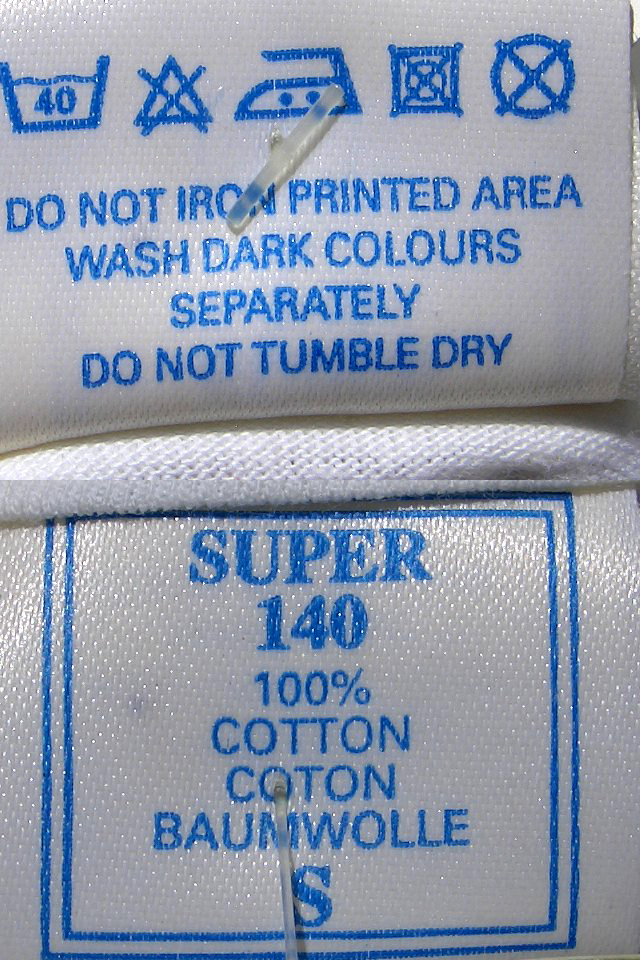 40
DO NOT IRON PRINTED AREA
WASH DARK COLOURS
SEPARATELY
DO NOT TUMBLE DRY
SUPER
140
100%
COTTON
COTON
BAUMWOLLE
S